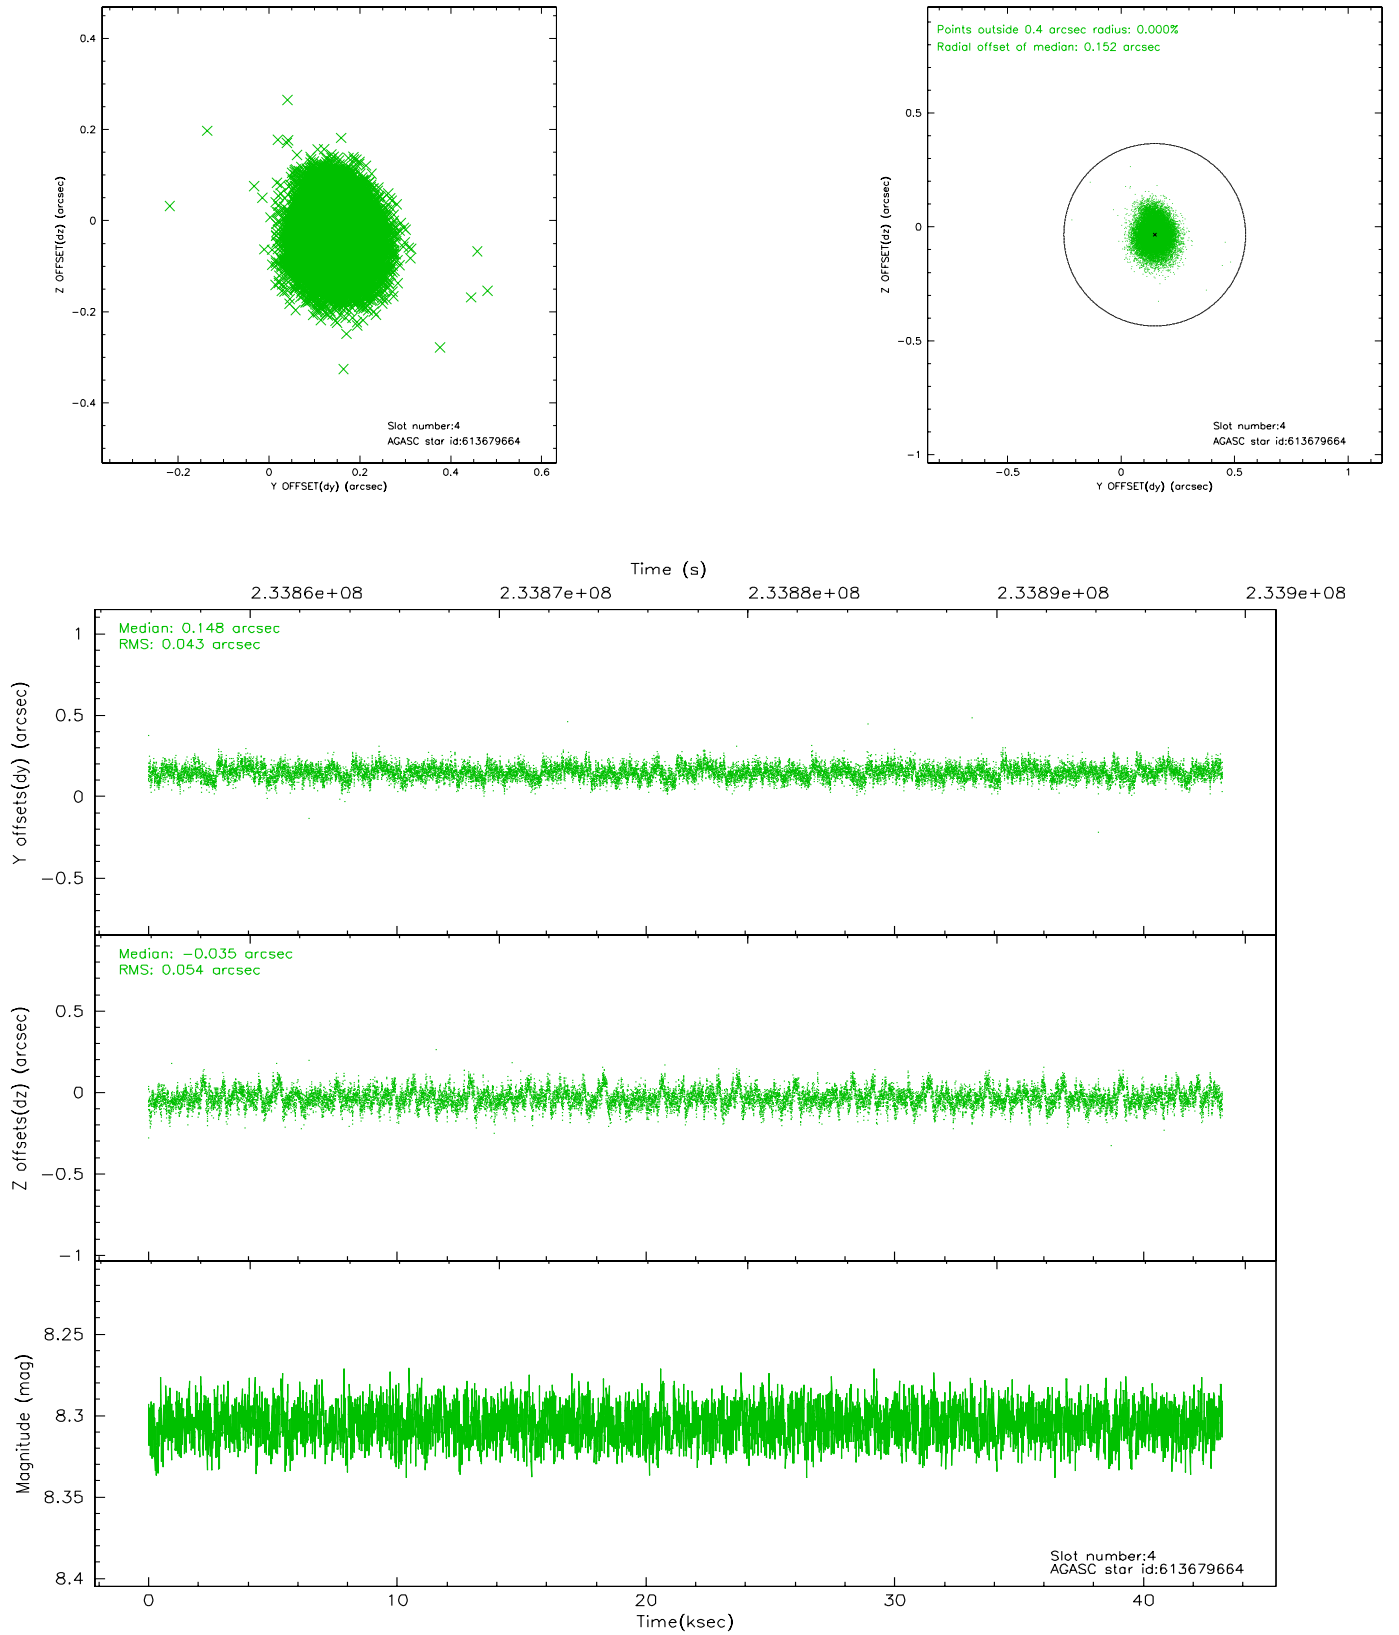 0.4
0.2
0
−0.2
−0.4
Z OFFSET(dz) (arcsec)
Slot number:4
AGASC star id:613679664
−0.2
0
0.2
0.4
0.6
Y OFFSET(dy) (arcsec)
Points outside 0.4 arcsec radius: 0.000%
Radial offset of median: 0.152 arcsec
0.5
0
−0.5
−1
Z OFFSET(dz) (arcsec)
Slot number:4
AGASC star id:613679664
−0.5
0
0.5
1
Y OFFSET(dy) (arcsec)
Time (s)
2.3386e+08
2.3387e+08
2.3388e+08
2.3389e+08
2.339e+08
Median: 0.148 arcsec
RMS: 0.043 arcsec
1
0.5
0
−0.5
Y offsets(dy) (arcsec)
Median: −0.035 arcsec
RMS: 0.054 arcsec
0.5
0
−0.5
−1
Z offsets(dz) (arcsec)
8.25
8.3
8.35
8.4
Magnitude (mag)
Slot number:4
AGASC star id:613679664
0
10
20
30
40
Time(ksec)